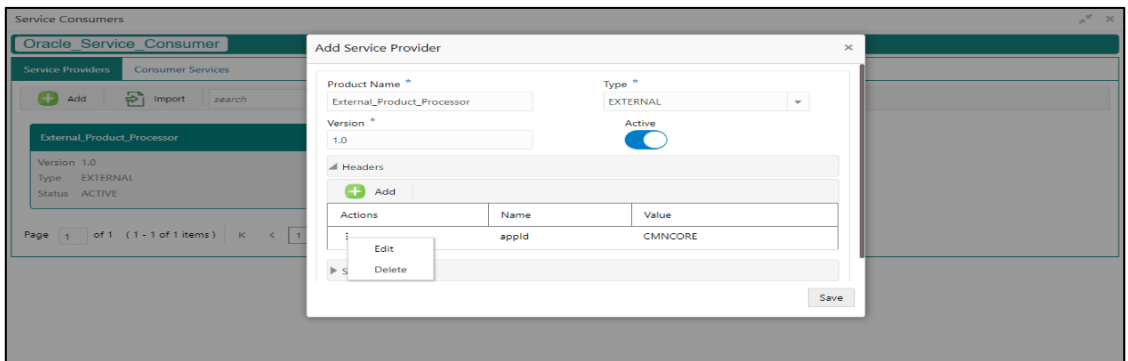 Service Consumers
Oracle_Service_Consumer
Service Providers Consumer Services
Add Import search
External_Product_Processor
Version 1.0
Type EXTERNAL
Status ACTIVE
Page 1 of 1 (1 - 1 of 1 items) K < 1
Add Service Provider
Product Name * Type *
External_Product_Processor EXTERNAL
Version * Active
1.0
Headers
Add
Actions Name Value
appId CMNCORE
Edit
Delete
S
Save